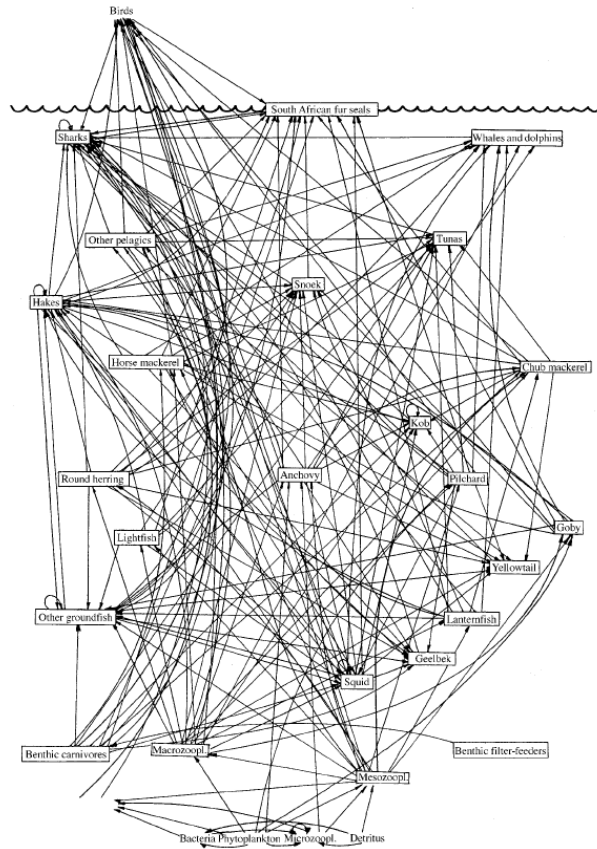 Birds
South African fur seals
Sharks
Whales and dolphins
Other pelagics
Tunas
Snoek
Hakes
Horse mackerel
Chub mackerel
Kob
Round herring
Anchovy
Pilchard
Goby
Lightfish
Yellowtail
Other groundfish
Lanternfish
Geelbek
Squid
Benthic carnivores
Macrozoopl.
Benthic filter-feeders
Mesozoopl.
Bacteria Phytoplankton Microzoopl. Detritus